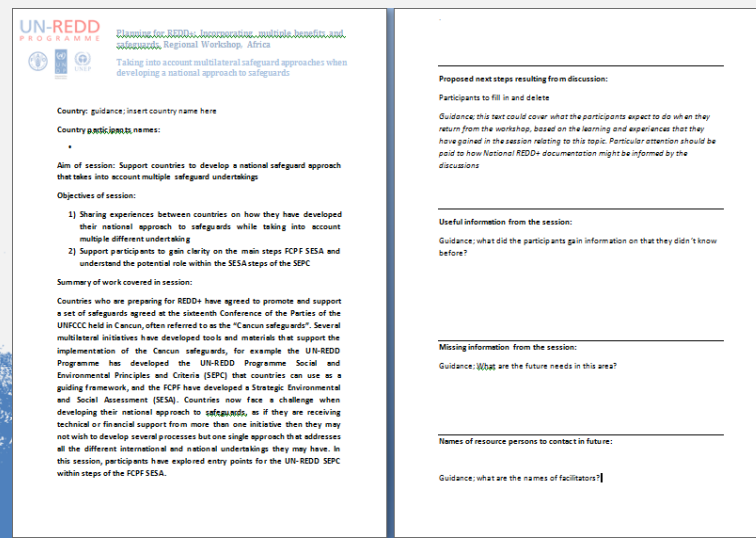 UN-REDD
PROGRAMME
UNEP
Planning for REDD+: Incorporating multiple benefits and
safeguards, Regional Workshop, Africa
Taking into account multilateral safeguard approaches when
developing a national approach to safeguards
Country: guidance; insert country name here
Country participants names:
•
Aim of session: Support countries to develop a national safeguard approach
that takes into account multiple safeguard undertakings
Objectives of session:
1) Sharing experiences between countries on how they have developed
their national approach to safeguards while taking into account
multiple different undertaking
2) Support participants to gain clarity on the main steps FCPF SESA and
understand the potential role within the SESA steps of the SEPC
Summary of work covered in session:
Countries who are preparing for REDD+ have agreed to promote and support
a set of safeguards agreed at the sixteenth Conference of the Parties of the
UNFCCC held in Cancun, often referred to as the “Cancun safeguards”. Several
multilateral initiatives have developed tools and materials that support the
implementation of the Cancun safeguards, for example the UN-REDD
Programme has developed the UN-REDD Programme Social and
Environmental Principles and Criteria (SEPC) that countries can use as a
guiding framework, and the FCPF have developed a Strategic Environmental
and Social Assessment (SESA). Countries now face a challenge when
developing their national approach to safeguards, as if they are receiving
technical or financial support from more than one initiative then they may
not wish to develop several processes but one single approach that addresses
all the different international and national undertakings they may have. In
this session, participants have explored entry points for the UN-REDD SEPC
within steps of the FCPF SESA.
Proposed next steps resulting from discussion:
Participants to fill in and delete
Guidance; this text could cover what the participants expect to do when they
return from the workshop, based on the learning and experiences that they
have gained in the session relating to this topic. Particular attention should be
paid to how National REDD+ documentation might be informed by the
discussions
Useful information from the session:
Guidance; what did the participants gain information on that they didn't know
before?
Missing information from the session:
Guidance; What are the future needs in this area?
Names of resource persons to contact in future:
Guidance; what are the names of facilitators?